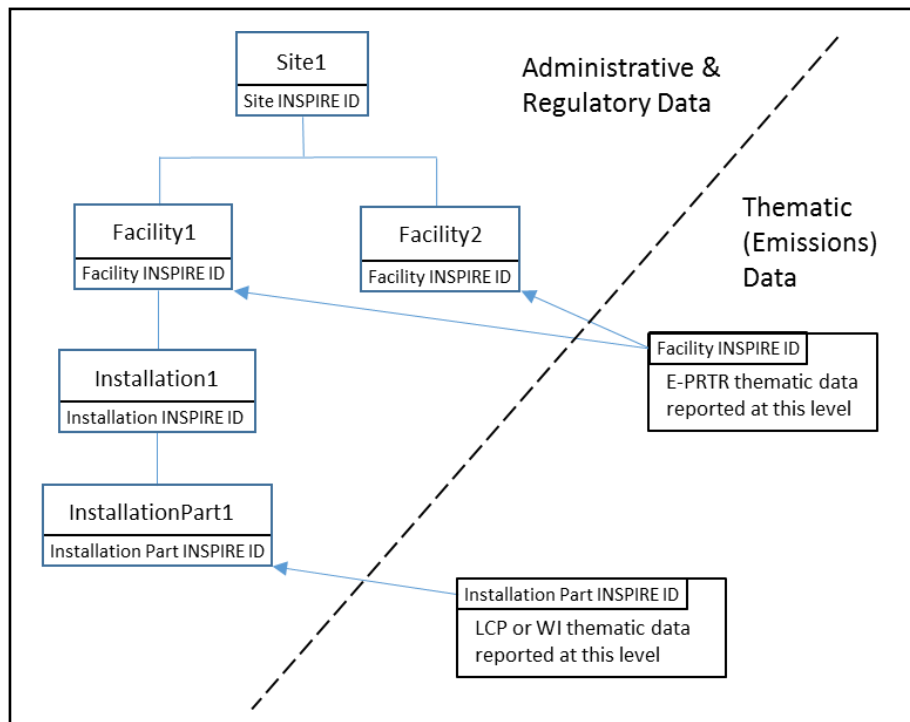 Site1
Site INSPIRE ID
Administrative &
Regulatory Data
Thematic
(Emissions)
Data
Facility1
Facility INSPIRE ID
Facility2
Facility INSPIRE ID
Facility INSPIRE ID
E-PRTR thematic data
reported at this level
Installation1
Installation INSPIRE ID
InstallationPart1
Installation Part INSPIRE ID
Installation Part INSPIRE ID
LCP or WI thematic data
reported at this level